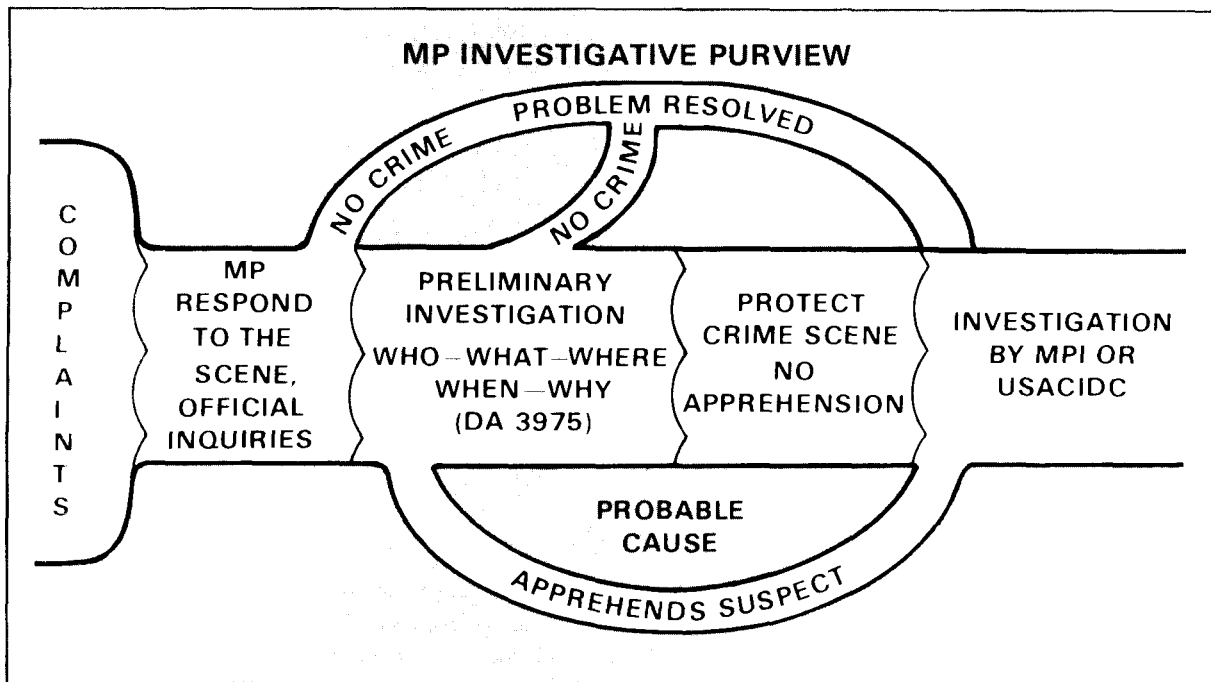 MP INVESTIGATIVE PURVIEW
NO CRIME PROBLEM RESOLVED
NO CRIME
COMPLAINTS
MP
RESPOND
TO THE
SCENE,
OFFICIAL
INQUIRIES
PRELIMINARY
INVESTIGATION
WHO—WHAT—WHERE
WHEN—WHY
(DA 3975)
PROTECT
CRIME SCENE
NO
APPREHENSION
INVESTIGATION
BY MPI OR
USACIDC
PROBABLE
CAUSE
APPREHENDS SUSPECT